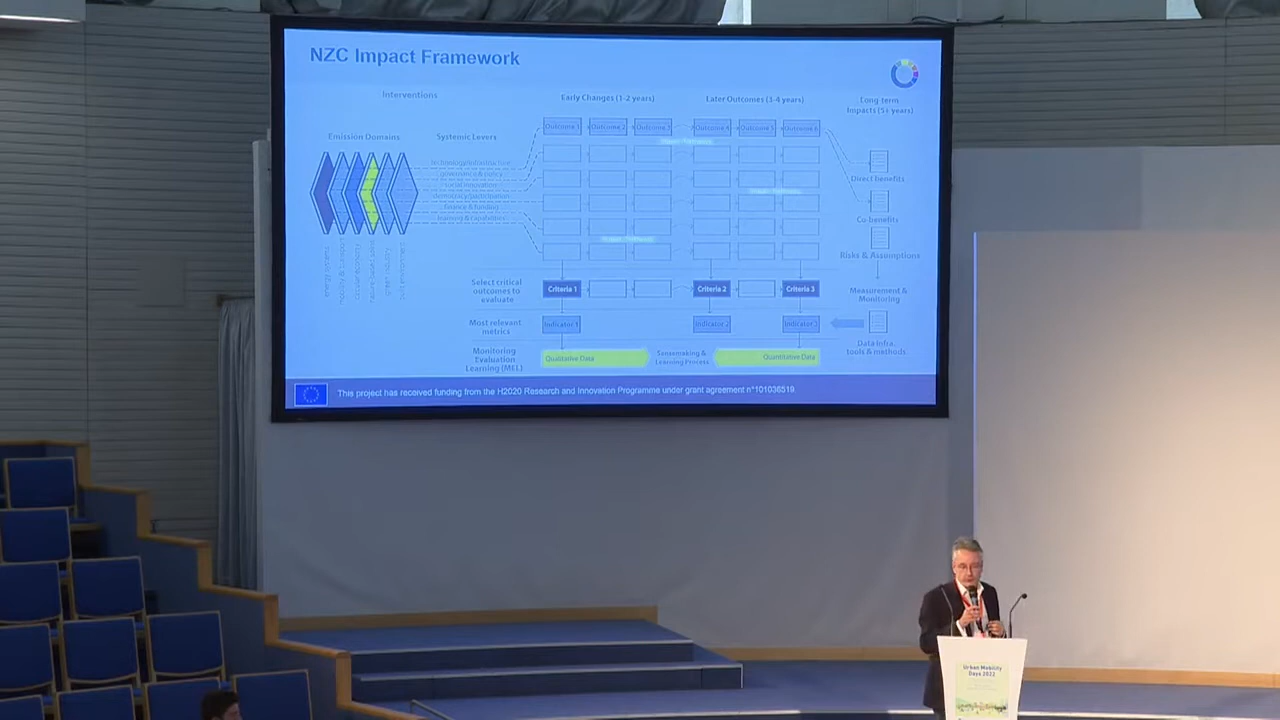 NZC Impact Framework
Interventions
Early Changes (1-2 years)
Later Outcomes (3-4 years)
Long term
Impacts (5+ years)
Emission Domains
Systemic Levers
Outcome 1
Outcome 2
Outcome 3
Outcome 4
Outcome 5
Outcome 6
technology/infrastructure
governance & policy
social innovation
democracy/participation
finance & funding
training & capabilities
Direct benefits
Co-benefits
Risks & Assumptions
Select critical
outcomes to
evaluate
Criteria 1
Criteria 2
Criteria 3
Measurement &
Monitoring
Most relevant
metrics
Indicator 1
Indicator 2
Indicator 3
Data Infra.
tools & methods
Monitoring
Evaluation
Learning (MEL)
Qualitative Data
Sensemaking &
Learning Process
Quantitative Data
This project has received funding from the H2020 Research and Innovation Programme under grant agreement n°101036519.
Urban Mobility
Days 2022